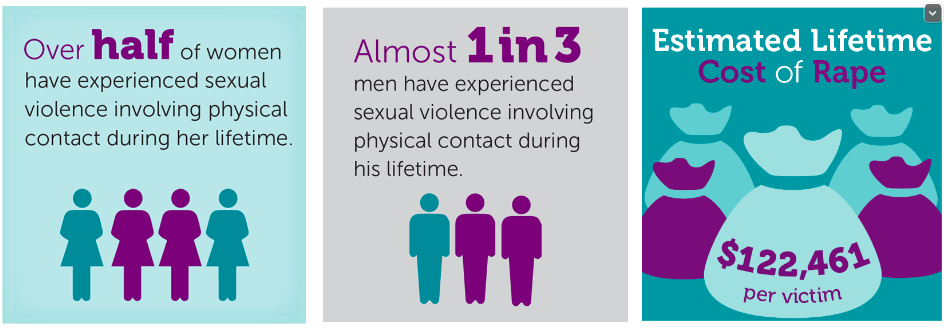 Over half of women
have experienced sexual
violence involving physical
contact during her lifetime.
Almost 1 in 3
men have experienced
sexual violence involving
physical contact during
his lifetime.
Estimated Lifetime
Cost of Rape
$122,461
per victim